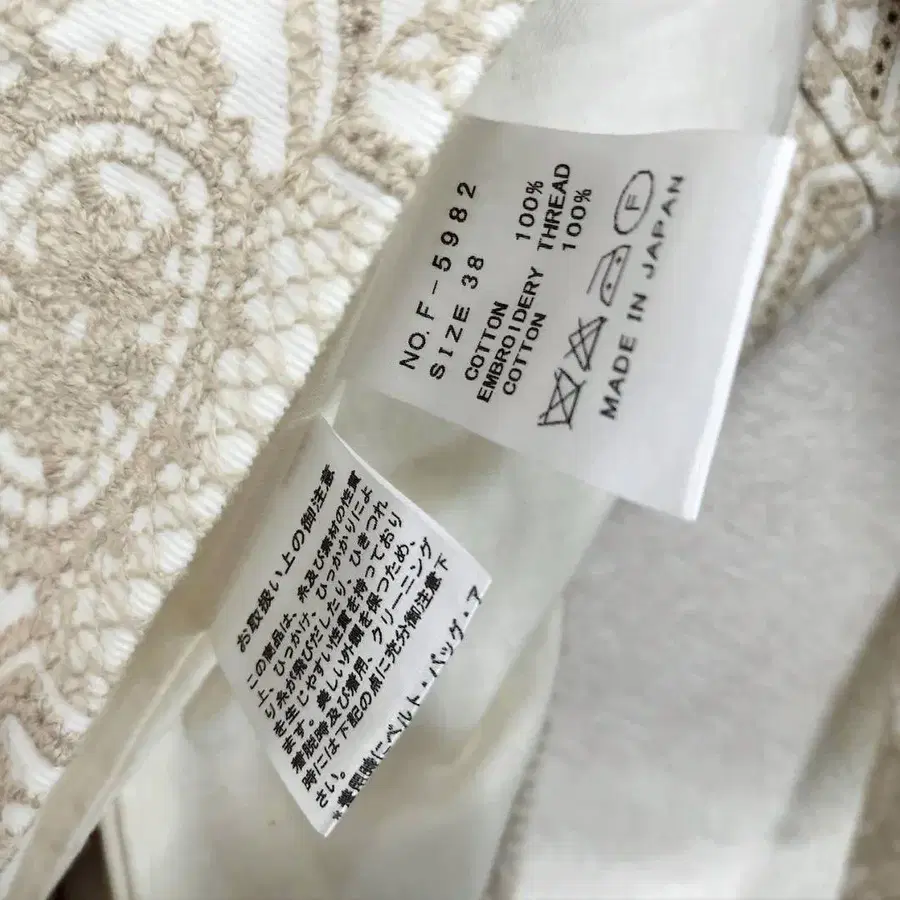 NO. F-5982
SIZE 38
COTTON 100%
EMBROIDERY THREAD
COTTON 100%
F
MADE IN JAPAN
お取扱い上の御注意
この商品は、糸及び素材の性質
上、ひっかけ、ひっかかりによ
り糸が飛びだしたり、ひきつれ
を生じやすい性質を持っており
ます。美しい外観を保つため、
着脱時及び着用、クリーニング
時には下記の点に充分御注意下
さい。
*着用時にベルト・バッグ・ア